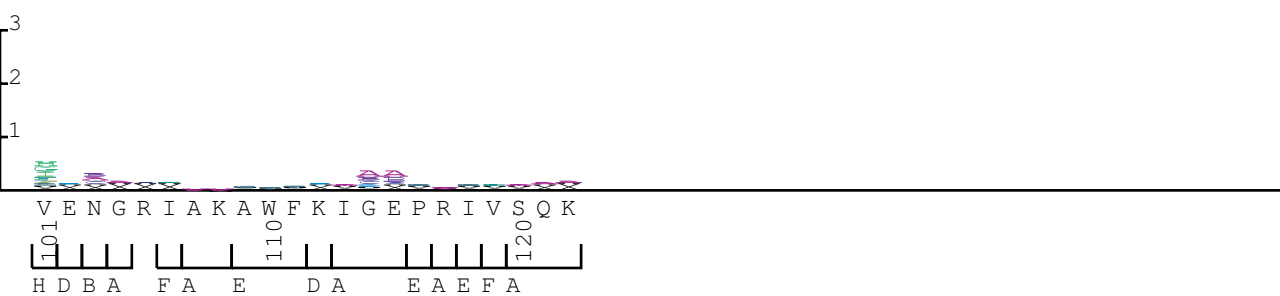 3
2
1
V E N G R I A K A W F K I G E P R I V S Q K
101 110 120
H D B A F A E D A E A E F A